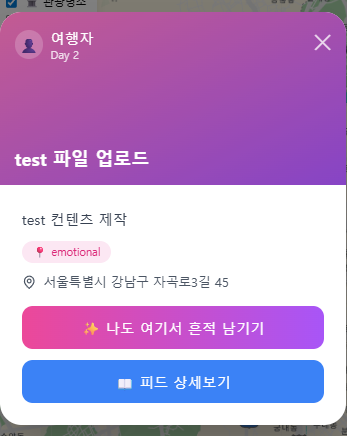 관광명소
여행자
Day 2
test 파일 업로드
test 컨텐츠 제작
emotional
서울특별시 강남구 자곡로3길 45
나도 여기서 흔적 남기기
피드 상세보기